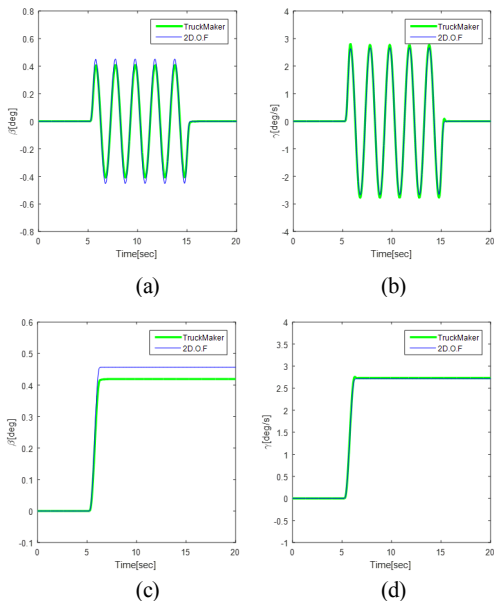 0.8
0.6
0.4
0.2
0
-0.2
-0.4
-0.6
-0.8
β[deg]
0 5 10 15 20
Time[sec]
TruckMaker
2D.O.F
(a)
4
3
2
1
0
-1
-2
-3
-4
γ[deg/s]
0 5 10 15 20
Time[sec]
TruckMaker
2D.O.F
(b)
0.6
0.5
0.4
0.3
0.2
0.1
0
-0.1
β[deg]
0 5 10 15 20
Time[sec]
TruckMaker
2D.O.F
(c)
4
3.5
3
2.5
2
1.5
1
0.5
0
-0.5
-1
γ[deg/s]
0 5 10 15 20
Time[sec]
TruckMaker
2D.O.F
(d)